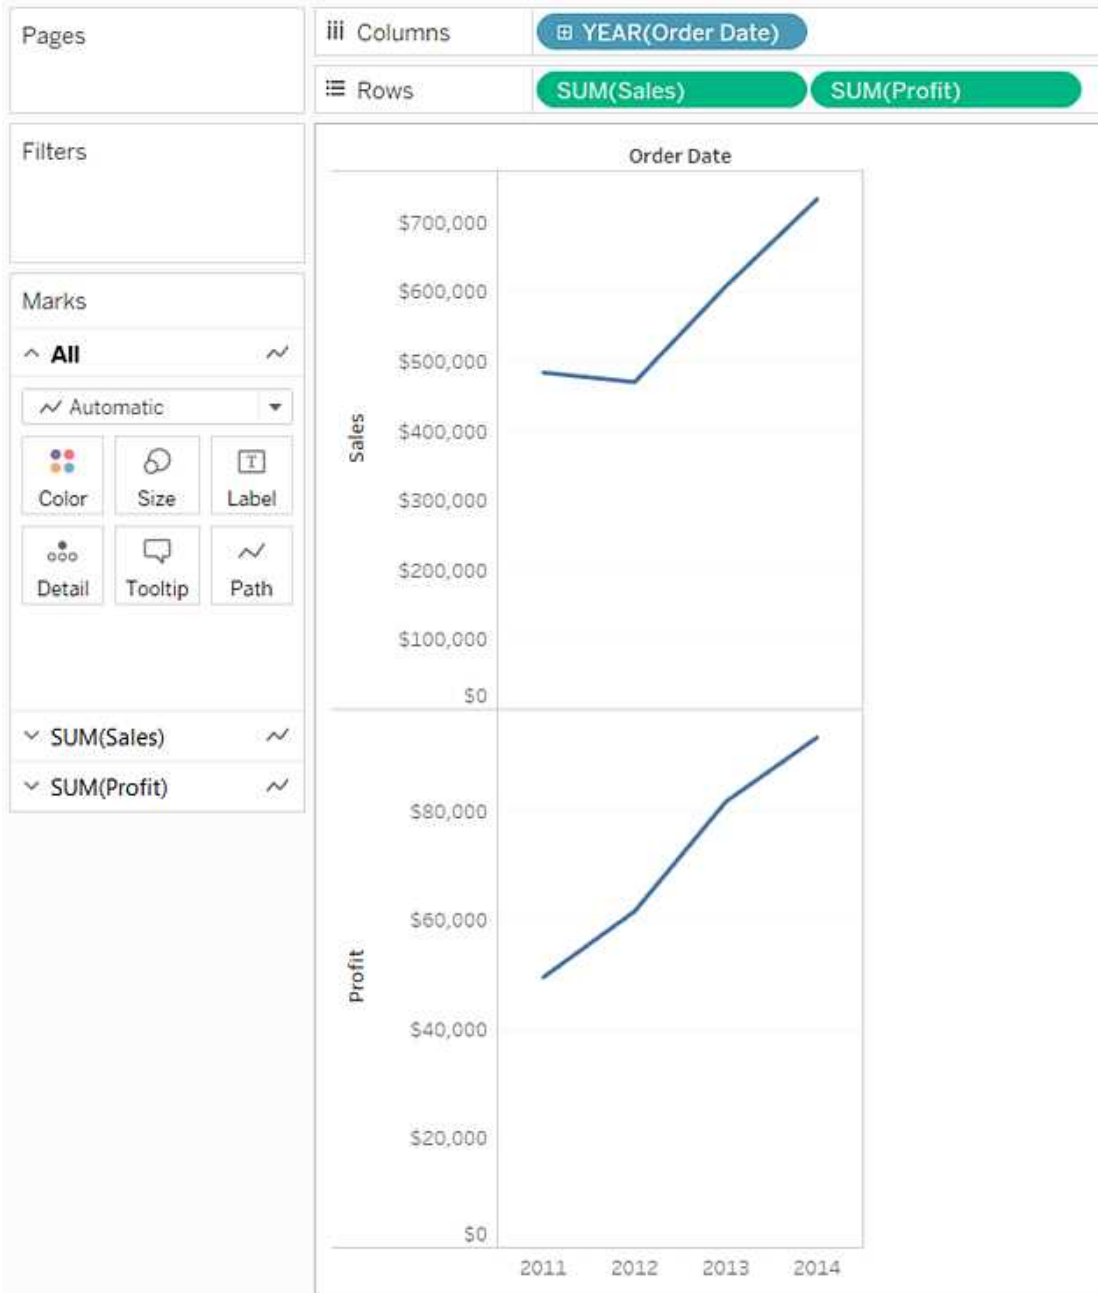 Pages
Columns
YEAR(Order Date)
Rows
SUM(Sales)
SUM(Profit)
Filters
Marks
All
Automatic
Color
Size
Label
Detail
Tooltip
Path
SUM(Sales)
SUM(Profit)
Order Date
Sales
$700,000
$600,000
$500,000
$400,000
$300,000
$200,000
$100,000
$0
Profit
$80,000
$60,000
$40,000
$20,000
$0
2011 2012 2013 2014